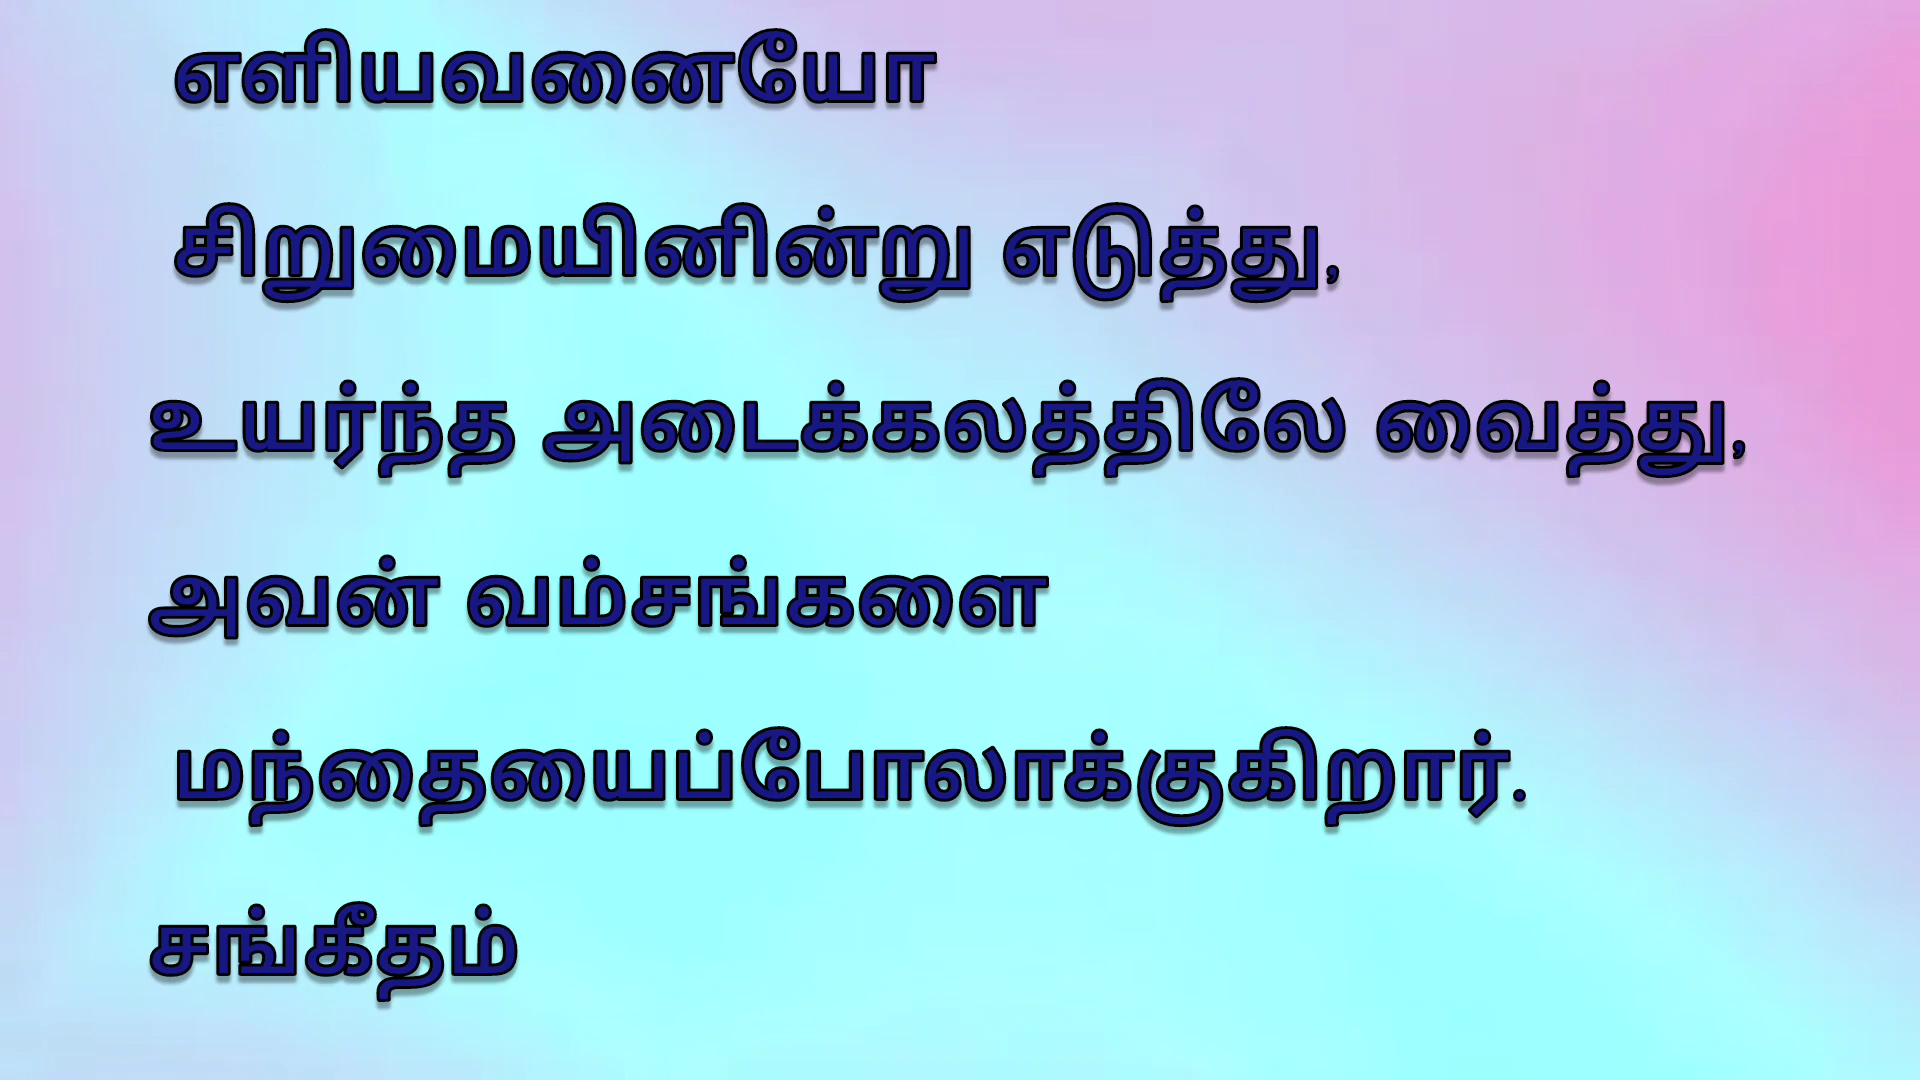 எளியவனையோ
சிறுமையினின்று எடுத்து,
உயர்ந்த அடைக்கலத்திலே வைத்து,
அவன் வம்சங்களை
மந்தையைப்போலாக்குகிறார்.
சங்கீதம்